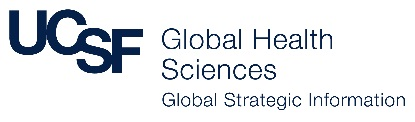 UCSF Global Health
Sciences
Global Strategic Information